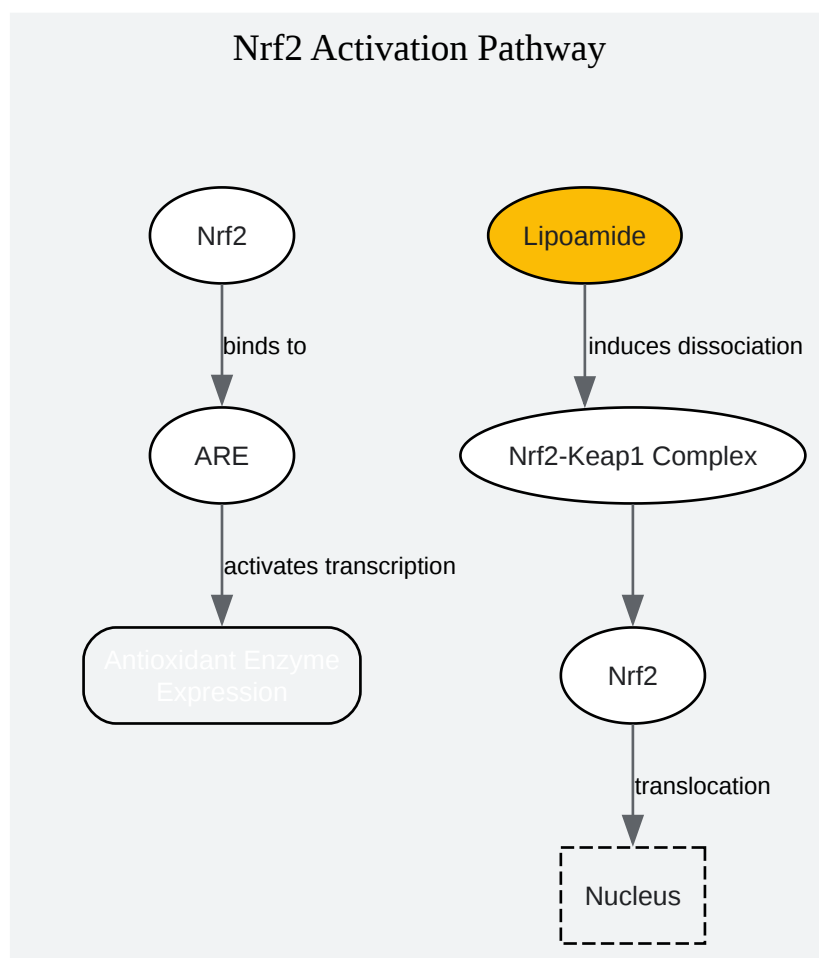 Nrf2 Activation Pathway
Nrf2
Lipoamide
binds to
induces dissociation
ARE
Nrf2-Keap1 Complex
activates transcription
Antioxidant Enzyme
Expression
Nrf2
translocation
Nucleus